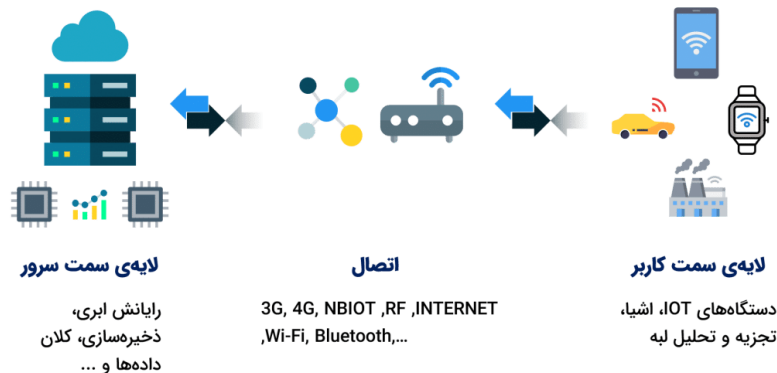 لایه‌ی سمت کاربر
دستگاه‌های IOT، اشیا،
تجزیه و تحلیل لبه
اتصال
3G, 4G, NBIOT ,RF ,INTERNET
,Wi-Fi, Bluetooth,...
لایه‌ی سمت سرور
رایانش ابری،
ذخیره‌سازی، کلان
داده‌ها و ...